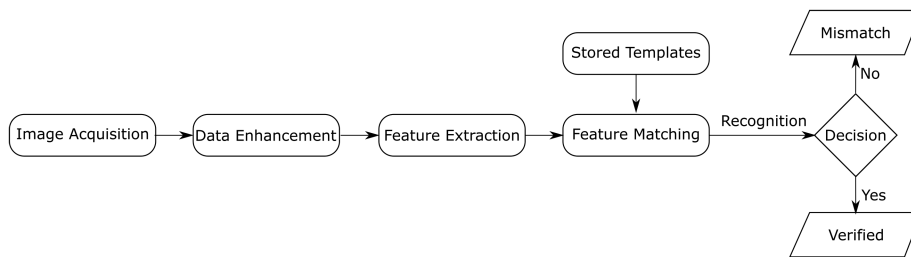 Mismatch
Stored Templates
No
Image Acquisition
Data Enhancement
Feature Extraction
Feature Matching
Recognition
Decision
Yes
Verified